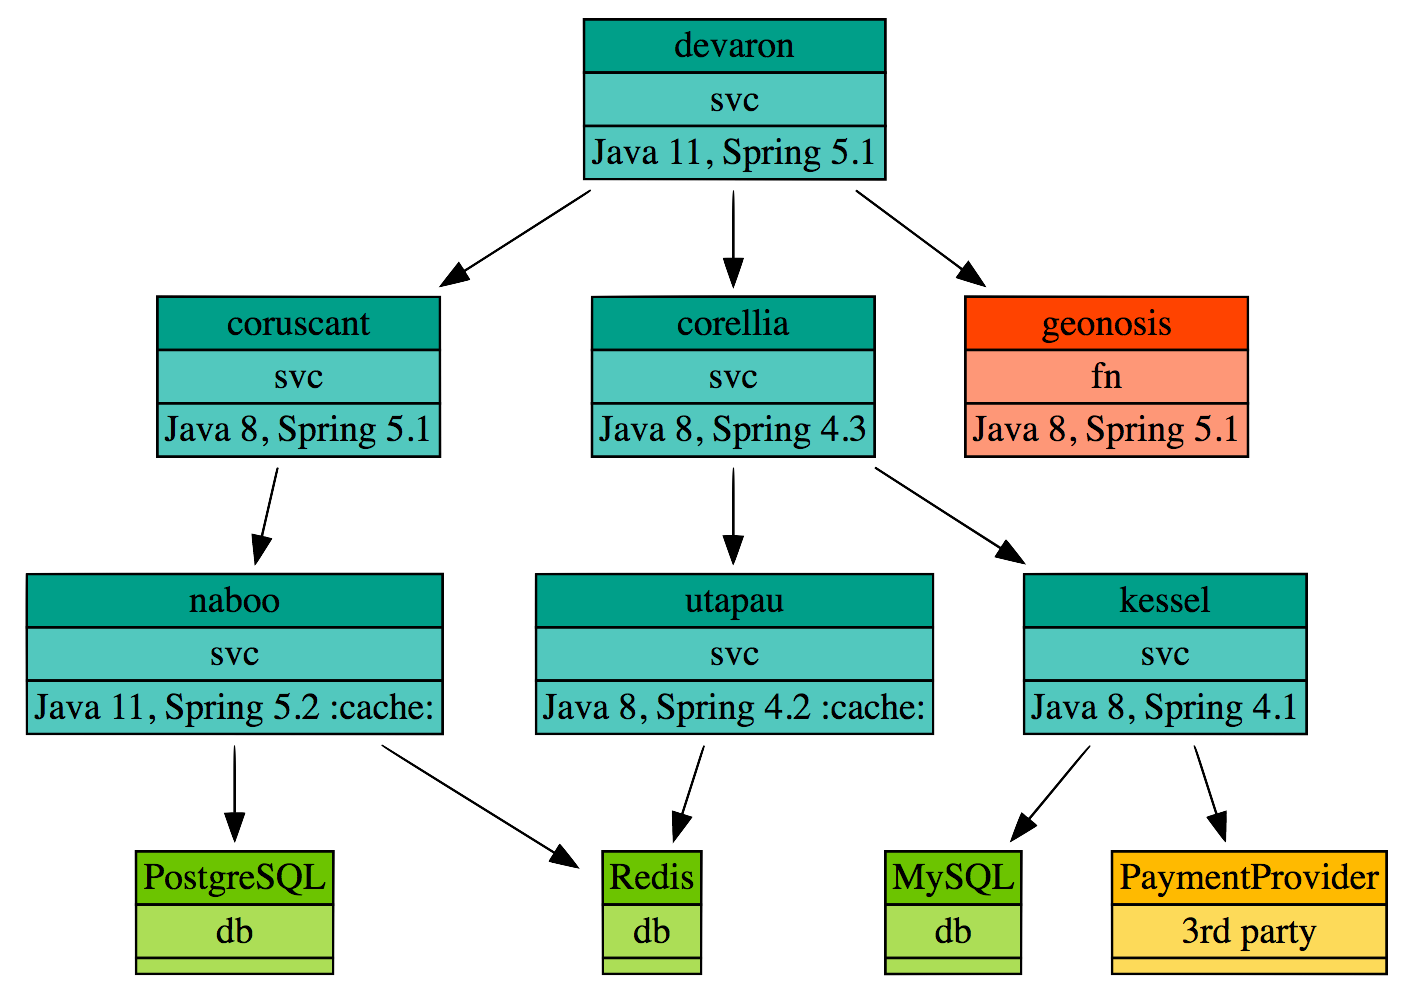 devaron
svc
Java 11, Spring 5.1
coruscant
svc
Java 8, Spring 5.1
corellia
svc
Java 8, Spring 4.3
geonosis
fn
Java 8, Spring 5.1
naboo
svc
Java 11, Spring 5.2 :cache:
utapau
svc
Java 8, Spring 4.2 :cache:
kessel
svc
Java 8, Spring 4.1
PostgreSQL
db
Redis
db
MySQL
db
PaymentProvider
3rd party